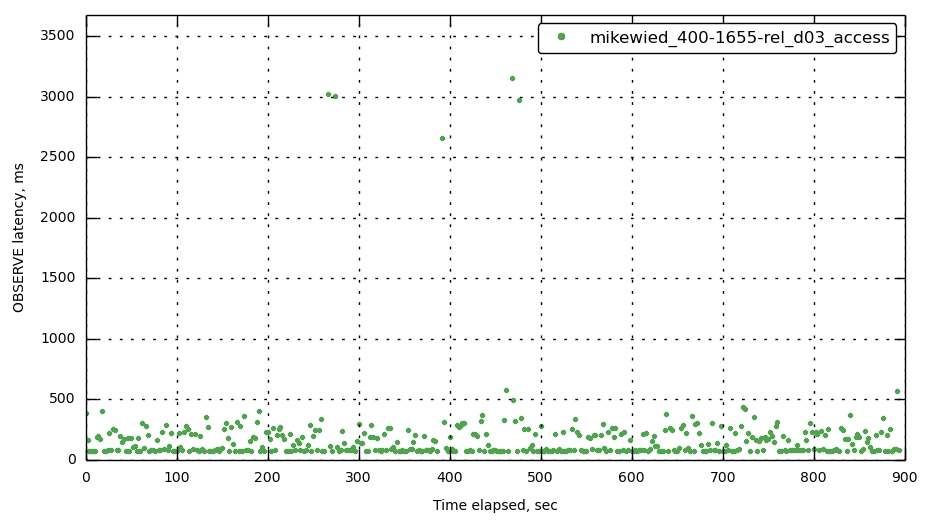 mikewied_400-1655-rel_d03_access
3500
3000
2500
2000
1500
1000
500
0
OBSERVE latency, ms
0 100 200 300 400 500 600 700 800 900
Time elapsed, sec